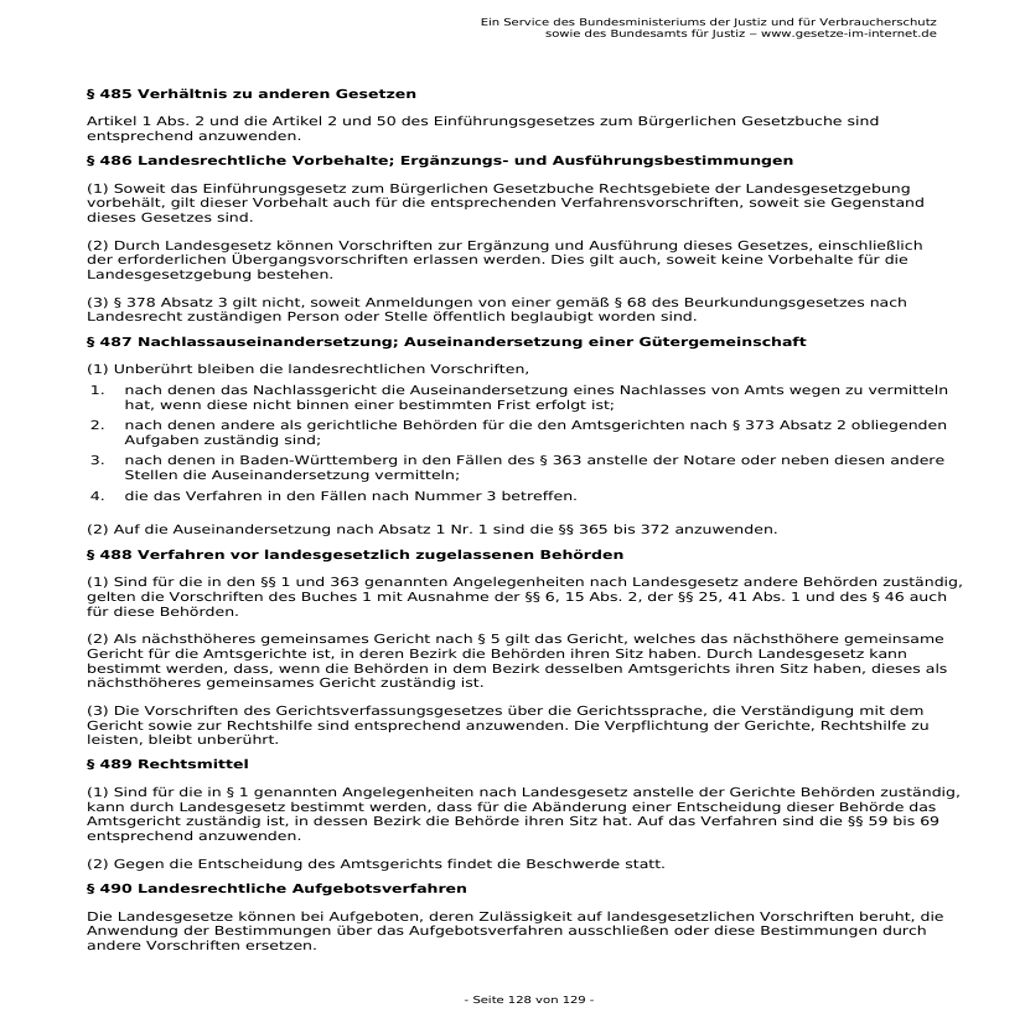 Ein Service des Bundesministeriums der Justiz und für Verbraucherschutz
sowie des Bundesamts für Justiz – www.gesetze-im-internet.de
§ 485 Verhältnis zu anderen Gesetzen
Artikel 1 Abs. 2 und die Artikel 2 und 50 des Einführungsgesetzes zum Bürgerlichen Gesetzbuche sind
entsprechend anzuwenden.
§ 486 Landesrechtliche Vorbehalte; Ergänzungs- und Ausführungsbestimmungen
(1) Soweit das Einführungsgesetz zum Bürgerlichen Gesetzbuche Rechtsgebiete der Landesgesetzgebung
vorbehält, gilt dieser Vorbehalt auch für die entsprechenden Verfahrensvorschriften, soweit sie Gegenstand
dieses Gesetzes sind.
(2) Durch Landesgesetz können Vorschriften zur Ergänzung und Ausführung dieses Gesetzes, einschließlich
der erforderlichen Übergangsvorschriften erlassen werden. Dies gilt auch, soweit keine Vorbehalte für die
Landesgesetzgebung bestehen.
(3) § 378 Absatz 3 gilt nicht, soweit Anmeldungen von einer gemäß § 68 des Beurkundungsgesetzes nach
Landesrecht zuständigen Person oder Stelle öffentlich beglaubigt worden sind.
§ 487 Nachlassauseinandersetzung; Auseinandersetzung einer Gütergemeinschaft
(1) Unberührt bleiben die landesrechtlichen Vorschriften,
1. nach denen das Nachlassgericht die Auseinandersetzung eines Nachlasses von Amts wegen zu vermitteln
hat, wenn diese nicht binnen einer bestimmten Frist erfolgt ist;
2. nach denen andere als gerichtliche Behörden für die den Amtsgerichten nach § 373 Absatz 2 obliegenden
Aufgaben zuständig sind;
3. nach denen in Baden-Württemberg in den Fällen des § 363 anstelle der Notare oder neben diesen andere
Stellen die Auseinandersetzung vermitteln;
4. die das Verfahren in den Fällen nach Nummer 3 betreffen.
(2) Auf die Auseinandersetzung nach Absatz 1 Nr. 1 sind die §§ 365 bis 372 anzuwenden.
§ 488 Verfahren vor landesgesetzlich zugelassenen Behörden
(1) Sind für die in den §§ 1 und 363 genannten Angelegenheiten nach Landesgesetz andere Behörden zuständig,
gelten die Vorschriften des Buches 1 mit Ausnahme der §§ 6, 15 Abs. 2, der §§ 25, 41 Abs. 1 und des § 46 auch
für diese Behörden.
(2) Als nächsthöheres gemeinsames Gericht nach § 5 gilt das Gericht, welches das nächsthöhere gemeinsame
Gericht für die Amtsgerichte ist, in deren Bezirk die Behörden ihren Sitz haben. Durch Landesgesetz kann
bestimmt werden, dass, wenn die Behörden in dem Bezirk desselben Amtsgerichts ihren Sitz haben, dieses als
nächsthöheres gemeinsames Gericht zuständig ist.
(3) Die Vorschriften des Gerichtsverfassungsgesetzes über die Gerichtssprache, die Verständigung mit dem
Gericht sowie zur Rechtshilfe sind entsprechend anzuwenden. Die Verpflichtung der Gerichte, Rechtshilfe zu
leisten, bleibt unberührt.
§ 489 Rechtsmittel
(1) Sind für die in § 1 genannten Angelegenheiten nach Landesgesetz anstelle der Gerichte Behörden zuständig,
kann durch Landesgesetz bestimmt werden, dass für die Abänderung einer Entscheidung dieser Behörde das
Amtsgericht zuständig ist, in dessen Bezirk die Behörde ihren Sitz hat. Auf das Verfahren sind die §§ 59 bis 69
entsprechend anzuwenden.
(2) Gegen die Entscheidung des Amtsgerichts findet die Beschwerde statt.
§ 490 Landesrechtliche Aufgebotsverfahren
Die Landesgesetze können bei Aufgeboten, deren Zulässigkeit auf landesgesetzlichen Vorschriften beruht, die
Anwendung der Bestimmungen über das Aufgebotsverfahren ausschließen oder diese Bestimmungen durch
andere Vorschriften ersetzen.
- Seite 128 von 129 -